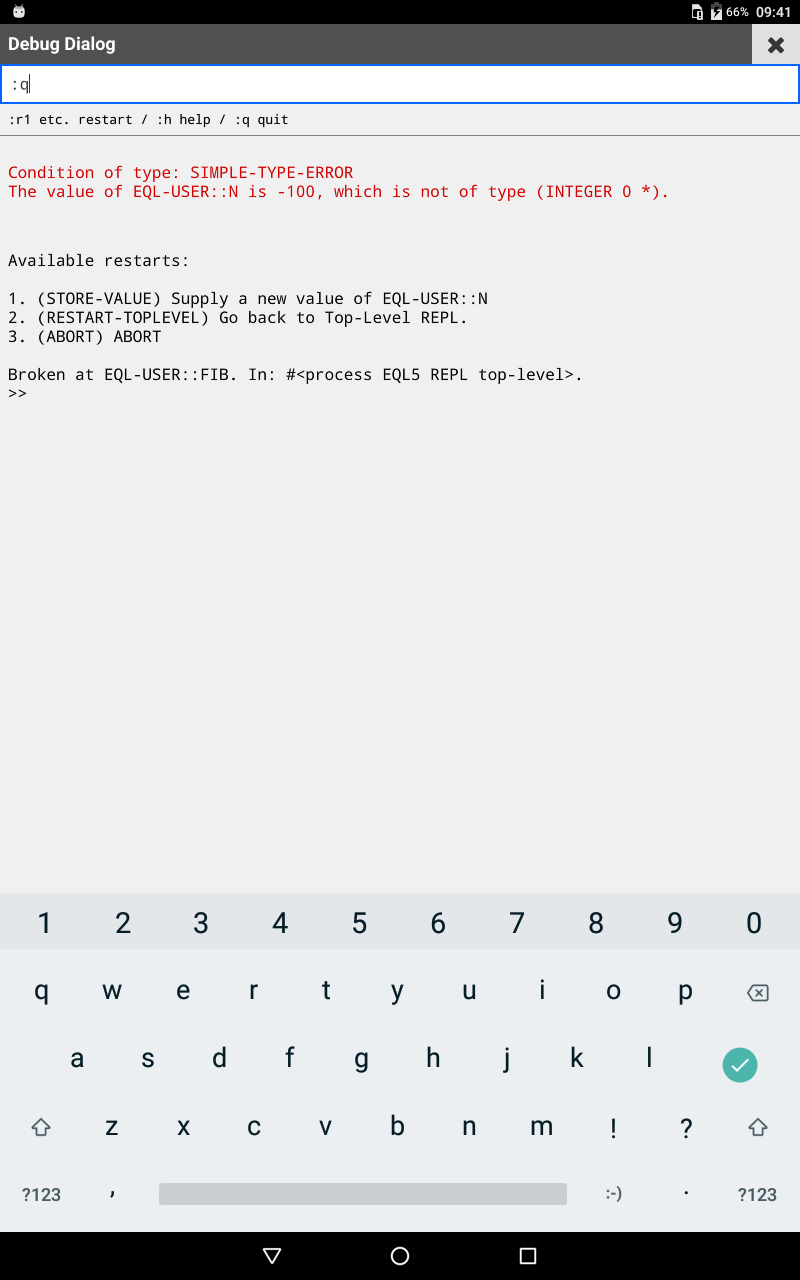 66% 09:41
Debug Dialog
:q
:r1 etc. restart / :h help / :q quit
Condition of type: SIMPLE-TYPE-ERROR
The value of EQL-USER::N is -100, which is not of type (INTEGER 0 *).
Available restarts:
1. (STORE-VALUE) Supply a new value of EQL-USER::N
2. (RESTART-TOPLEVEL) Go back to Top-Level REPL.
3. (ABORT) ABORT
Broken at EQL-USER::FIB. In: #<process EQL5 REPL top-level>.
>>
1 2 3 4 5 6 7 8 9 0
q w e r t y u i o p
a s d f g h j k l
z x c v b n m ! ?
?123 , :-) . ?123